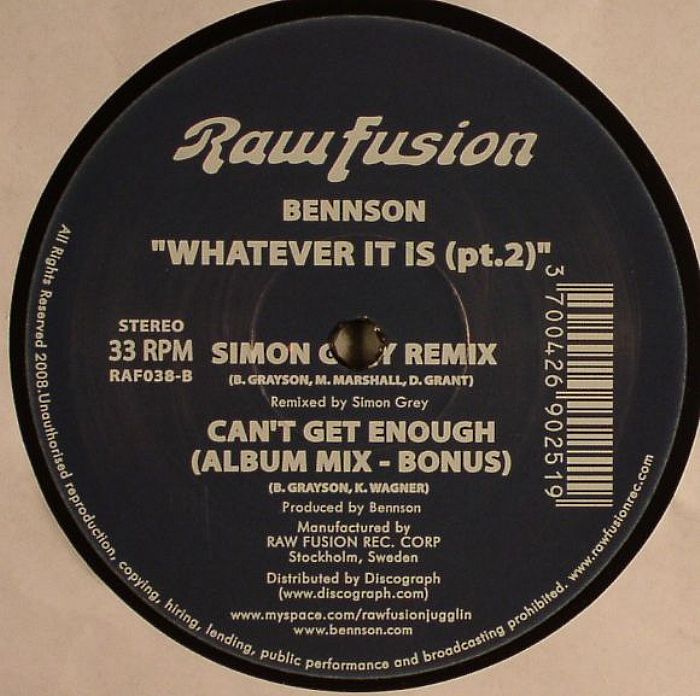 Raw Fusion
BENNSON
"WHATEVER IT IS (pt.2)"
STEREO
33 RPM
RAF038-B
SIMON G EY REMIX
(B. GRAYSON, M. MARSHALL, D. GRANT)
Remixed by Simon Grey
CAN'T GET ENOUGH
(ALBUM MIX - BONUS)
(B. GRAYSON, K. WAGNER)
Produced by Bennson
Manufactured by
RAW FUSION REC. CORP
Stockholm, Sweden
Distributed by Discograph
(www.discograph.com)
www.myspace.com/rawfusionjugglin
www.bennson.com
3 700426 902519
All Rights Reserved 2008.Unauthorised reproduction, copying, hiring, lending, public performance and broadcasting prohibited. www.rawfusionrec.com